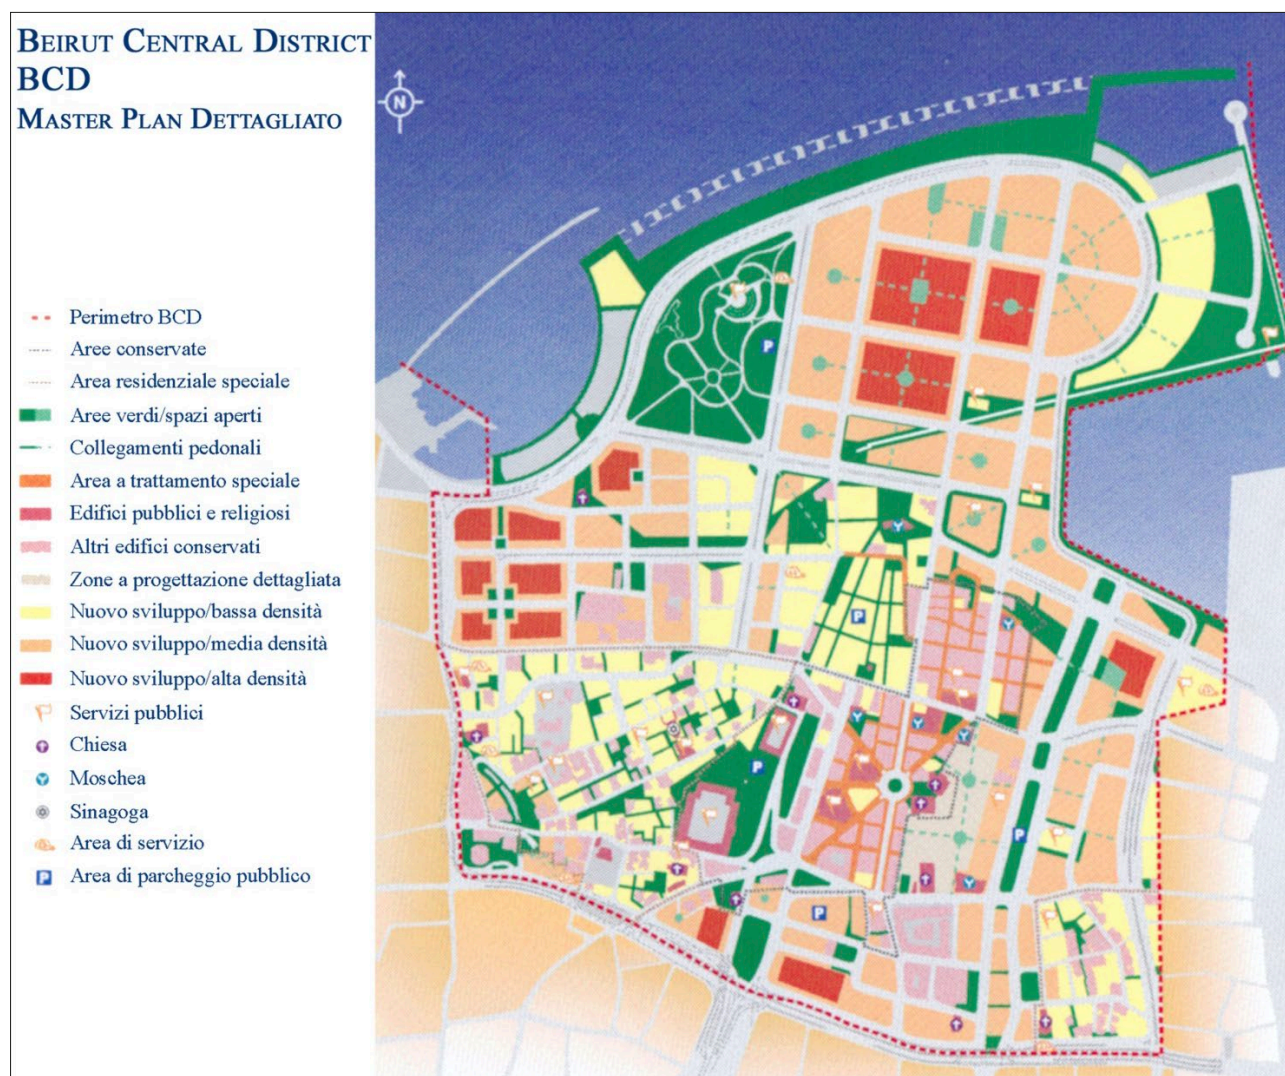 BEIRUT CENTRAL DISTRICT
BCD
MASTER PLAN DETTAGLIATO
N
Perimetro BCD
Aree conservate
Area residenziale speciale
Aree verdi/spazi aperti
Collegamenti pedonali
Area a trattamento speciale
Edifici pubblici e religiosi
Altri edifici conservati
Zone a progettazione dettagliata
Nuovo sviluppo/bassa densità
Nuovo sviluppo/media densità
Nuovo sviluppo/alta densità
Servizi pubblici
Chiesa
Moschea
Sinagoga
Area di servizio
P Area di parcheggio pubblico
P
P
P
P
P